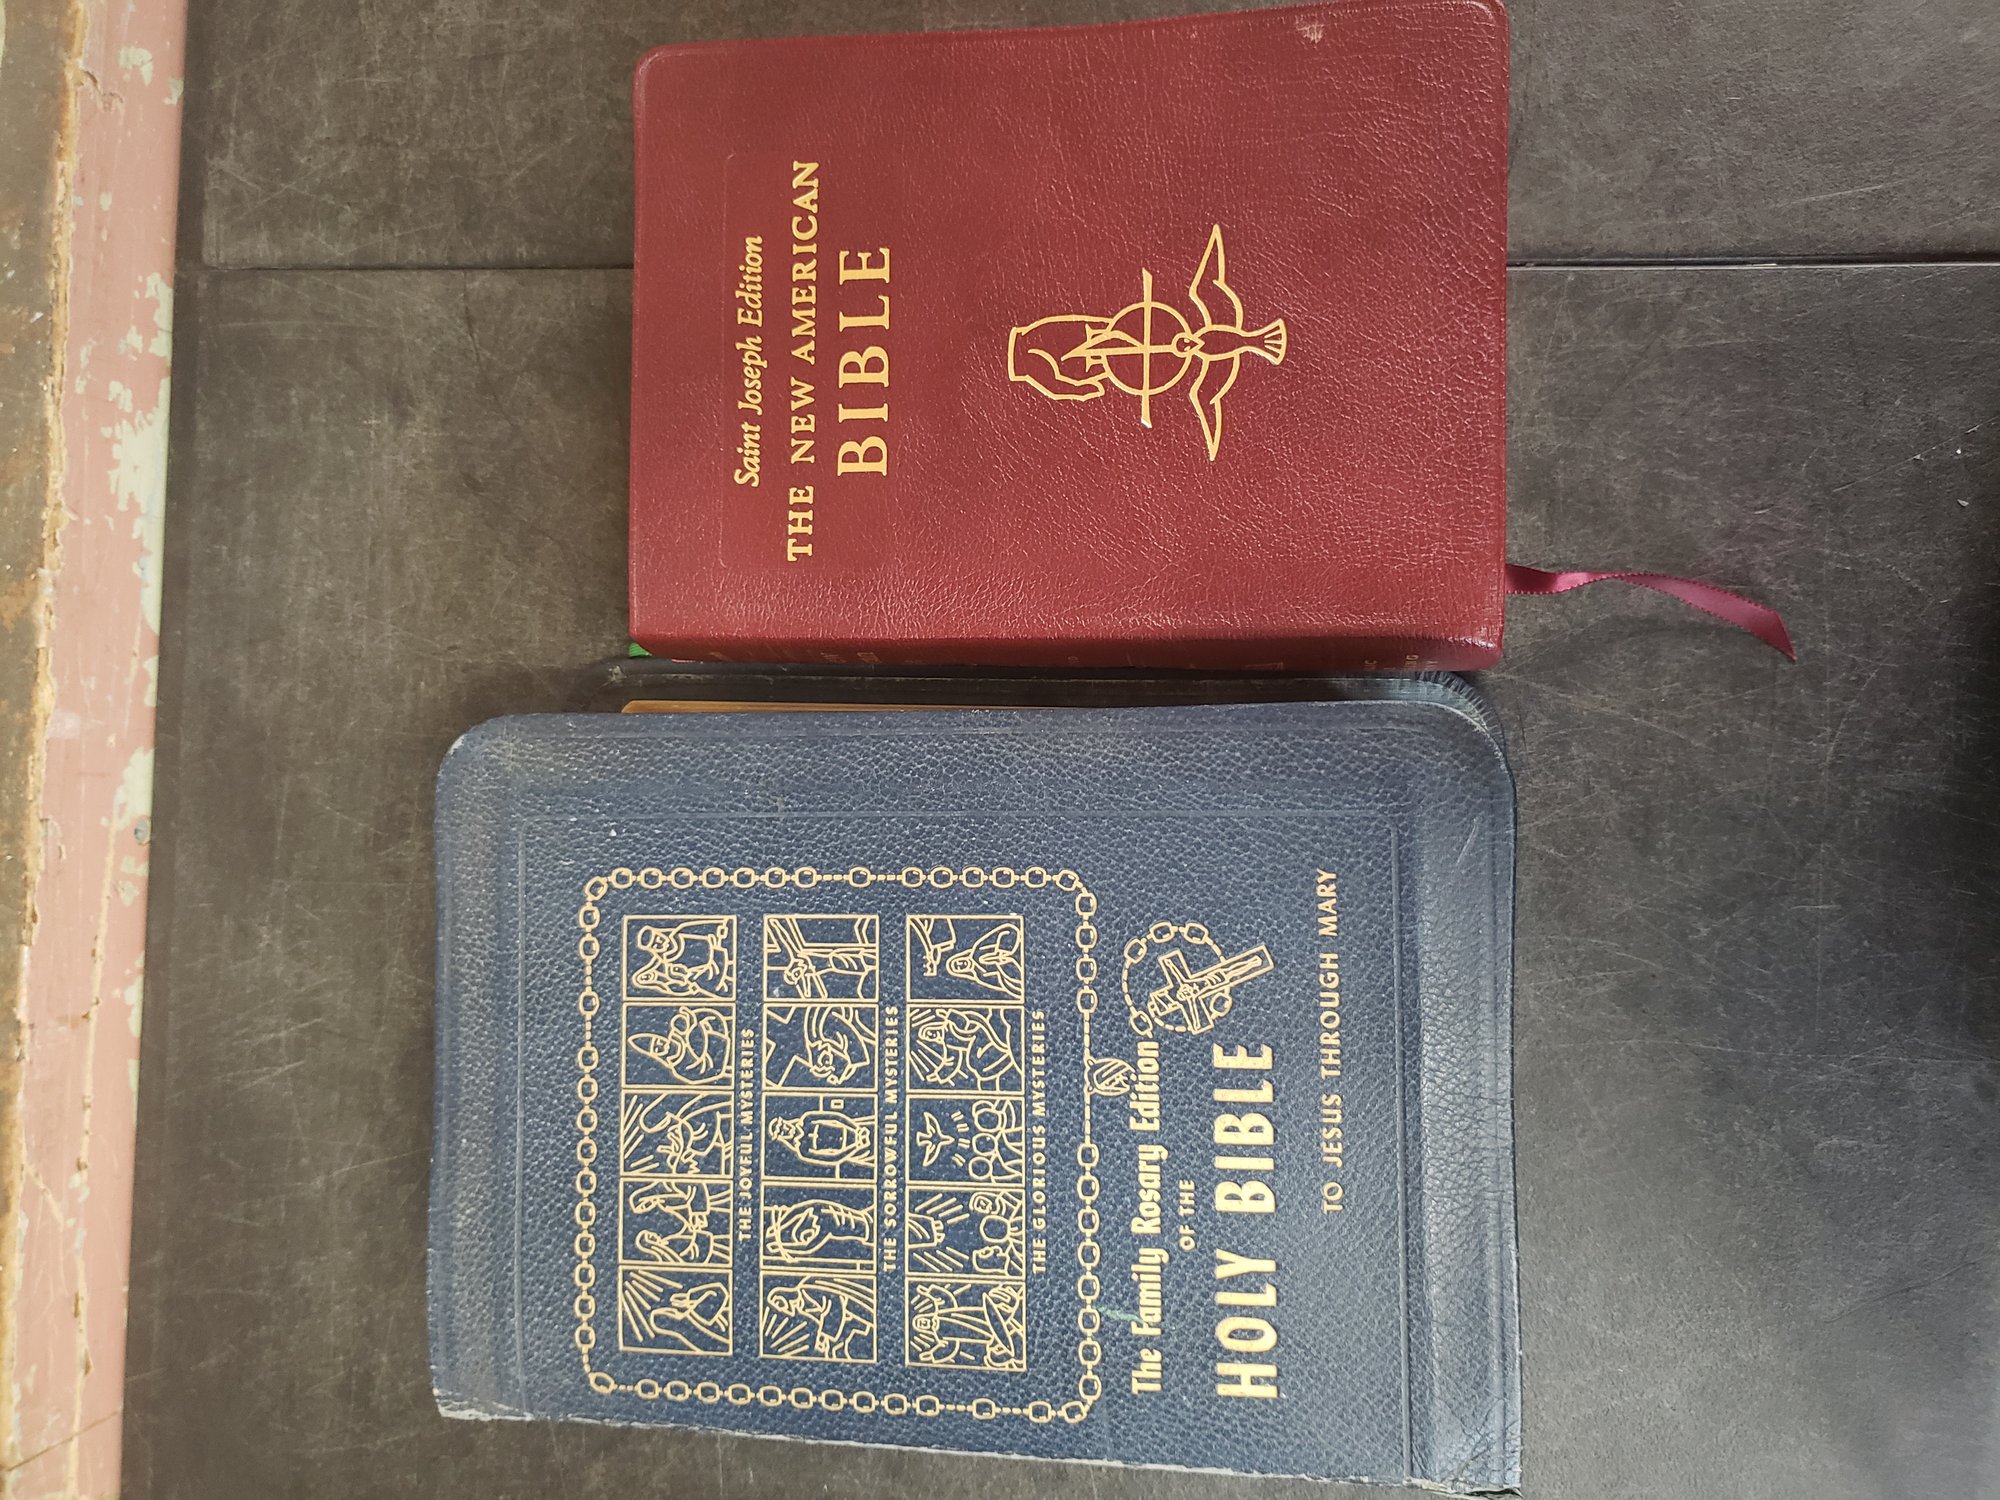 THE JOYFUL MYSTERIES
THE SORROWFUL MYSTERIES
THE GLORIOUS MYSTERIES
The Family Rosary Edition
OF THE
HOLY BIBLE
TO JESUS THROUGH MARY
Saint Joseph Edition
THE NEW AMERICAN
BIBLE